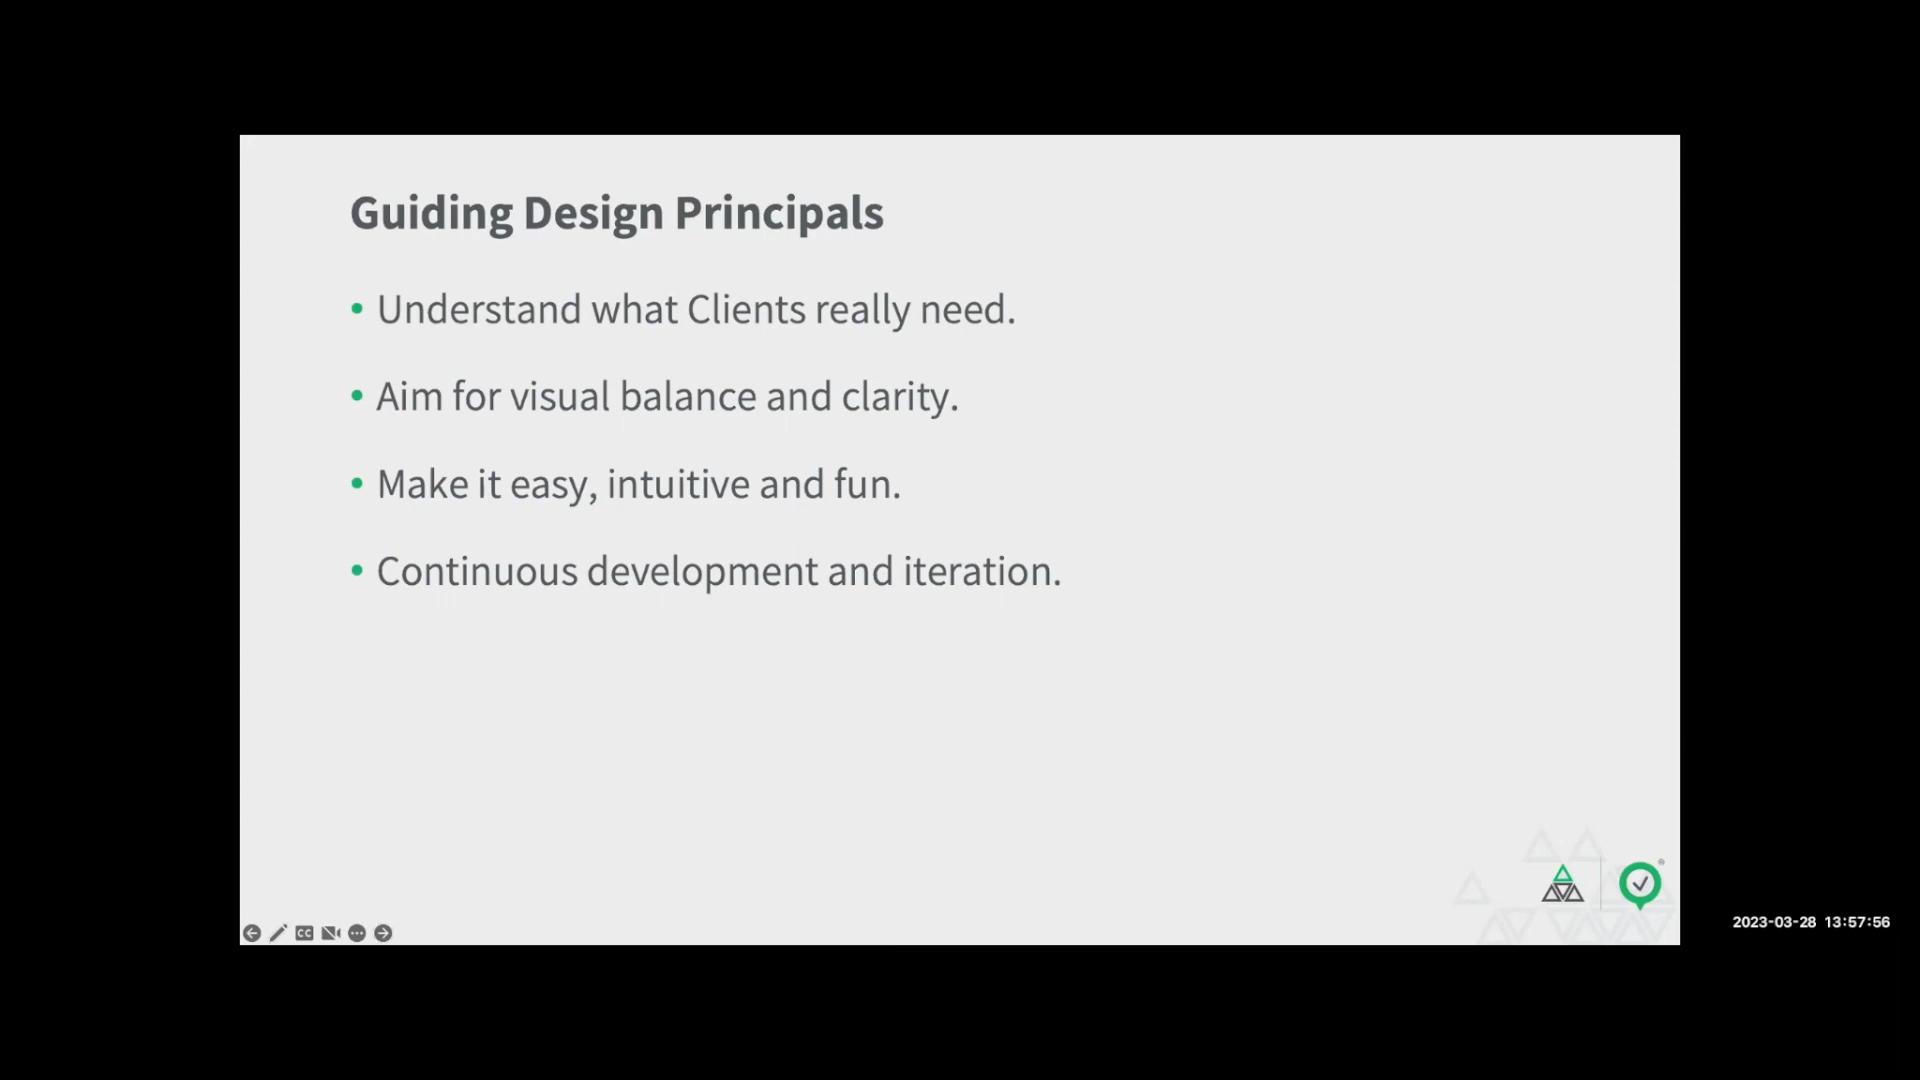 Guiding Design Principals
• Understand what Clients really need.
• Aim for visual balance and clarity.
• Make it easy, intuitive and fun.
• Continuous development and iteration.
®
CC
2023-03-28 13:57:56